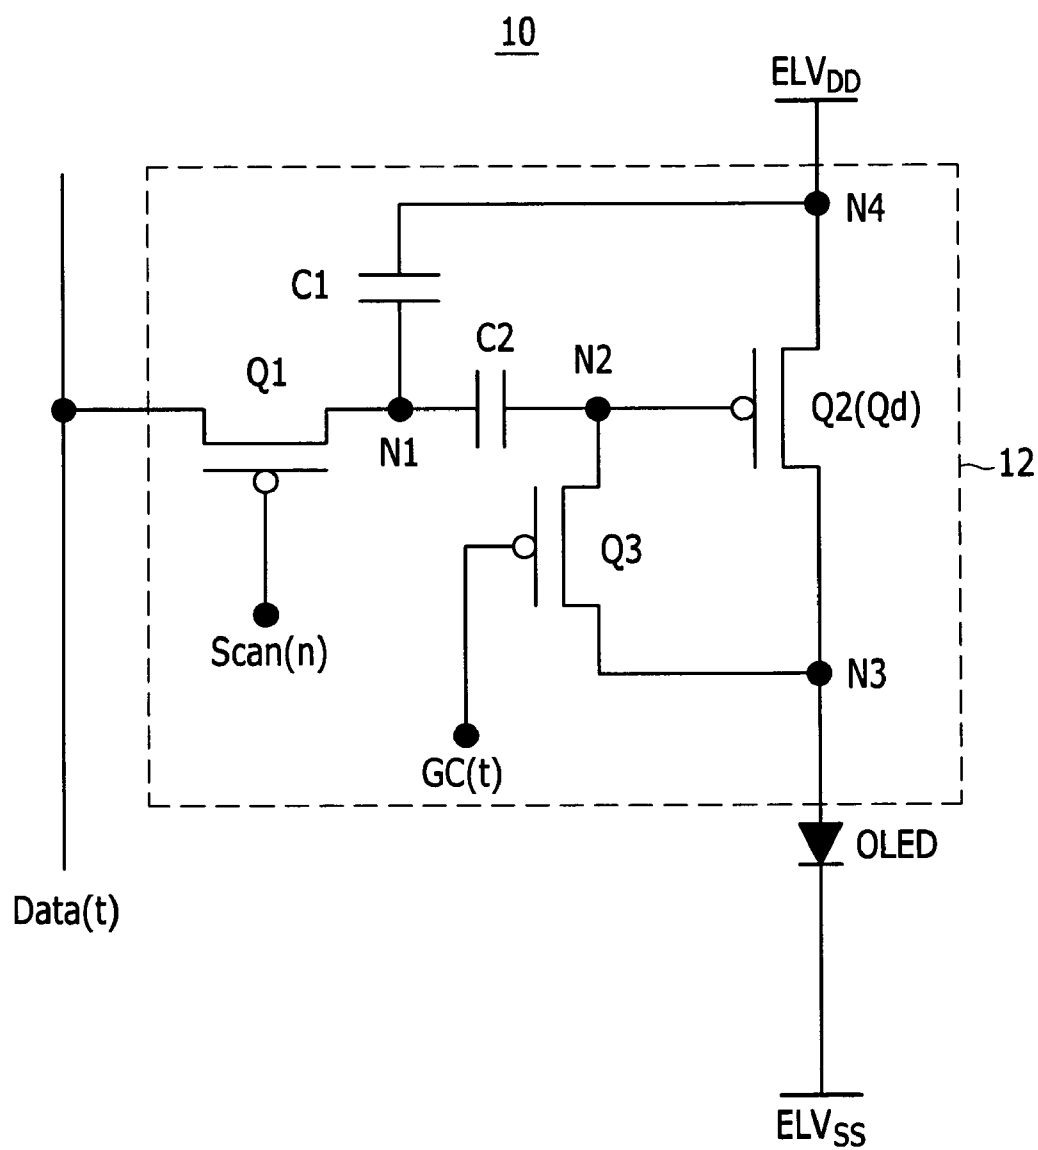 10
ELVDD
N4
C1
C2
N2
Q1
Q2(Qd)
N1
12
Q3
Scan(n)
N3
GC(t)
OLED
Data(t)
ELVSS